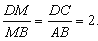 DM/MB = DC/AB = 2.